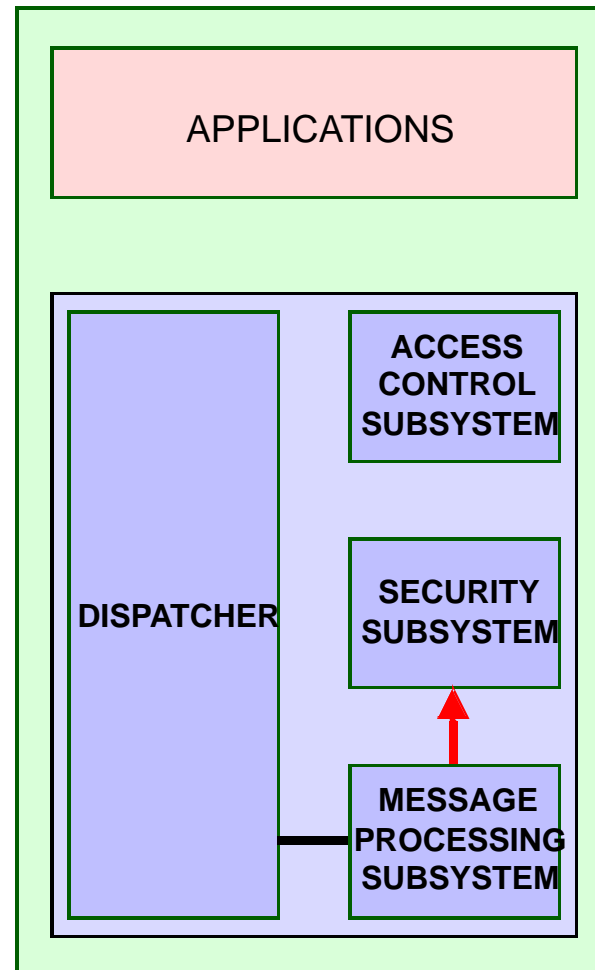 APPLICATIONS
ACCESS
CONTROL
SUBSYSTEM
DISPATCHER
SECURITY
SUBSYSTEM
MESSAGE
PROCESSING
SUBSYSTEM